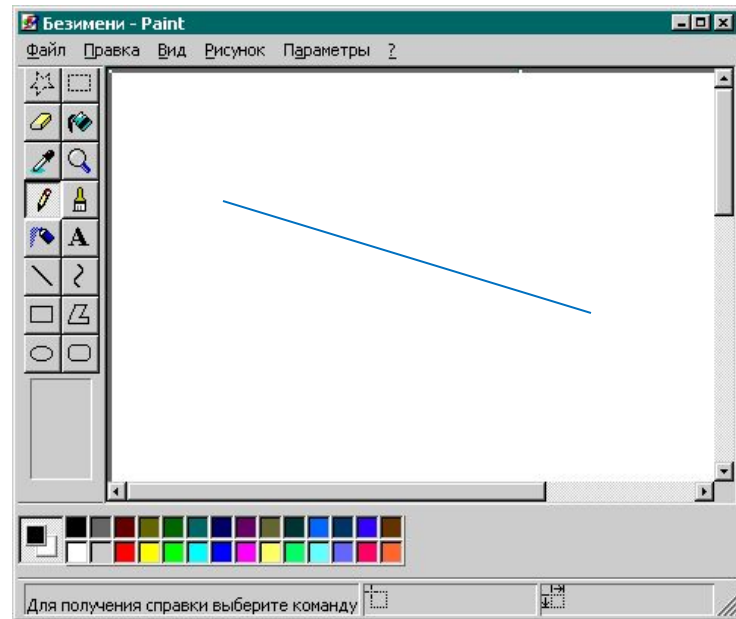 Безимени - Paint
Файл Правка Вид Рисунок Параметры ?
A
Для получения справки выберите команду